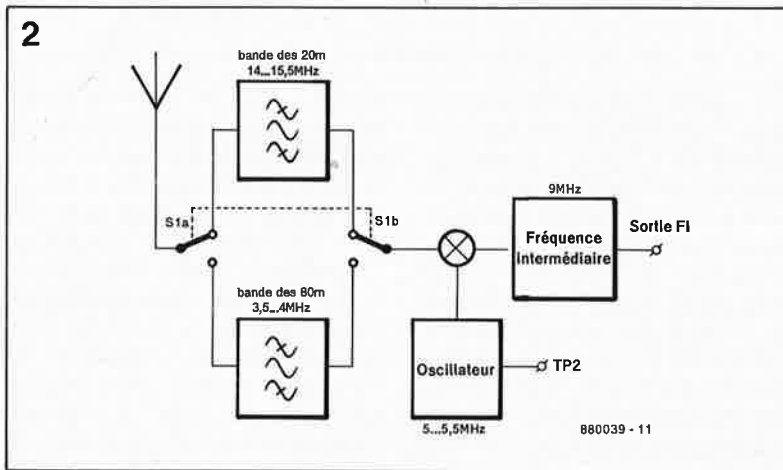 2
bande des 20m
14...15,5MHz
S1a
S1b
9MHz
Fréquence
intermédiaire
Sortie FI
bande des 80m
3,5...4MHz
Oscillateur
TP2
5...5,5MHz
880039 - 11